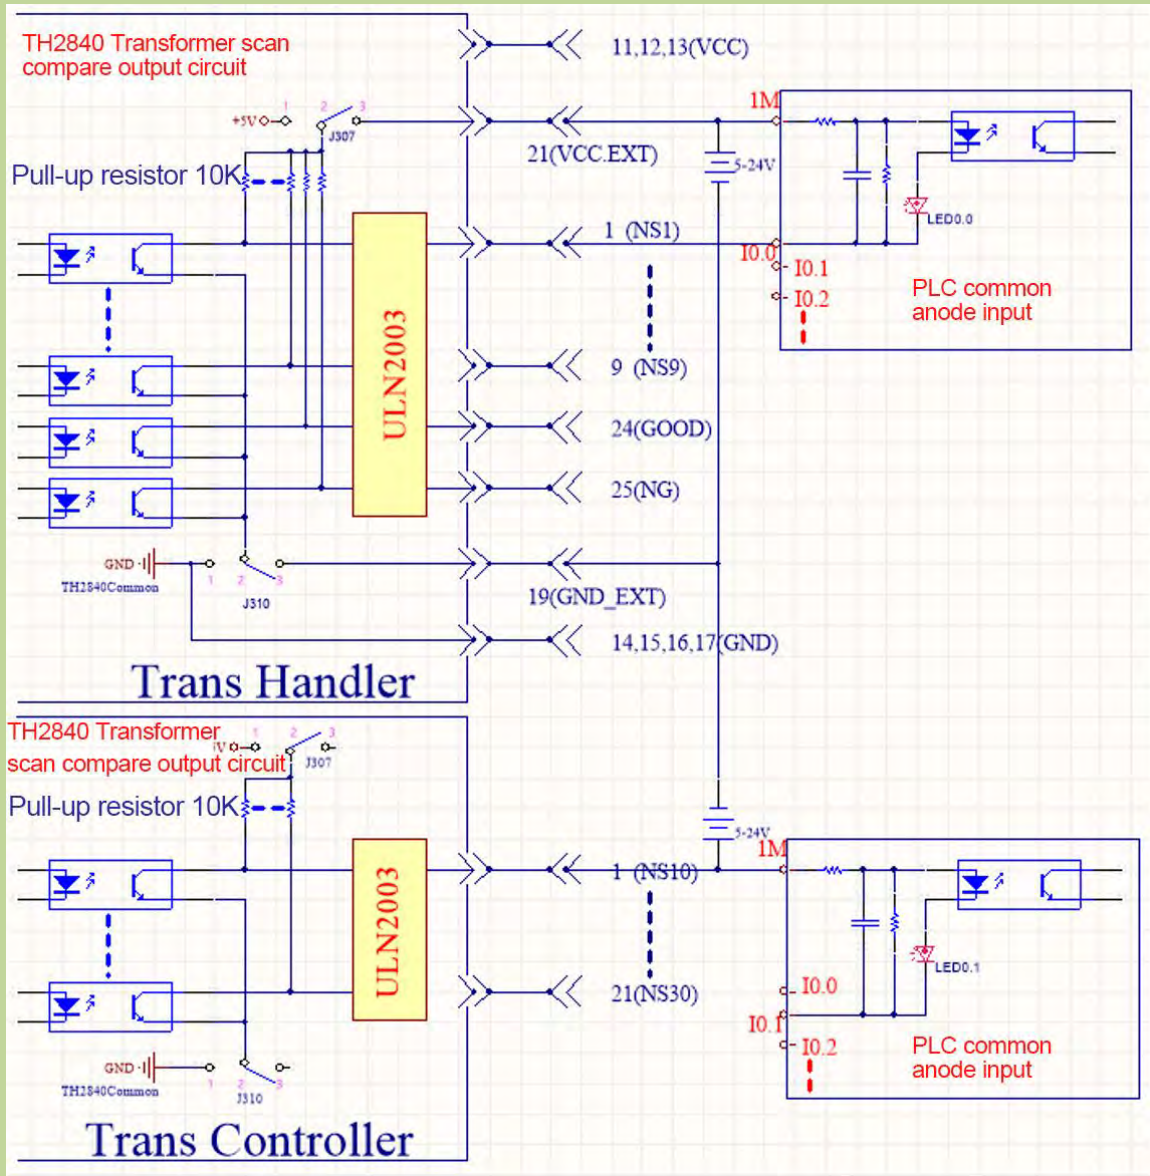 TH2840 Transformer scan
compare output circuit
11,12,13(VCC)
+5V
1
2
3
J307
1M
21(VCC.EXT)
5-24V
Pull-up resistor 10K
LED0.0
1 (NS1)
I0.0
I0.1
I0.2
PLC common
anode input
ULN2003
9 (NS9)
24(GOOD)
25(NG)
GND
TH2840Common
1
2
3
J310
19(GND_EXT)
14,15,16,17(GND)
Trans Handler
TH2840 Transformer
scan compare output circuit
V
1
2
3
J307
Pull-up resistor 10K
5-24V
1M
1 (NS10)
ULN2003
LED0.1
21(NS30)
I0.0
I0.1
I0.2
PLC common
anode input
GND
TH2840Common
1
2
3
J310
Trans Controller